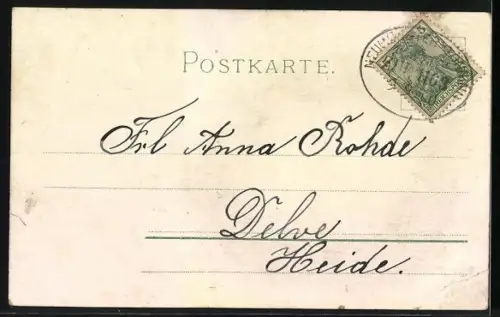 POSTKARTE.
Frl Anna Rohde
Delve
Heide.